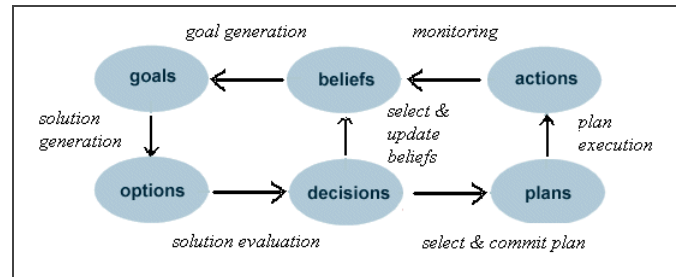 goal generation
monitoring
goals
beliefs
actions
solution
generation
select &
update
beliefs
plan
execution
options
decisions
plans
solution evaluation
select & commit plan